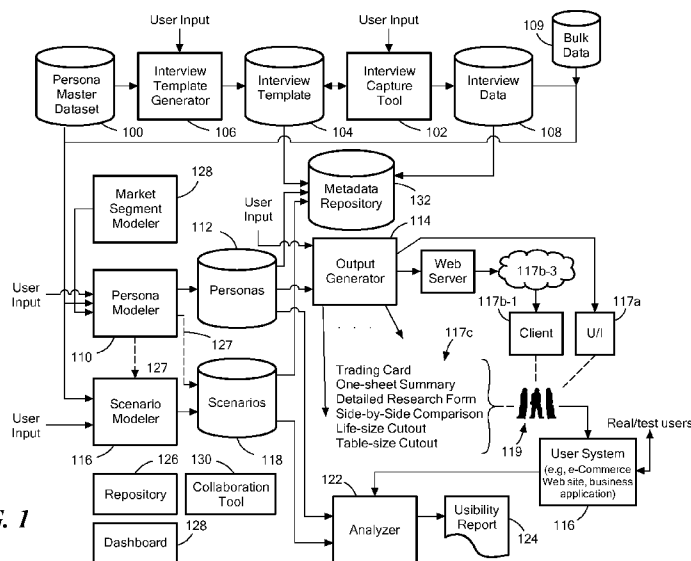 User Input
User Input
109
Bulk
Data
Persona
Master
Dataset
Interview
Template
Generator
Interview
Template
Interview
Capture
Tool
Interview
Data
100
106
104
102
108
128
Market
Segment
Modeler
Metadata
Repository
132
User
Input
114
112
Output
Generator
Web
Server
117b-3
User
Input
Persona
Modeler
Personas
117b-1
117a
Client
U/I
110
127
117c
127
. . . . .
Trading Card
One-sheet Summary
Detailed Research Form
Side-by-Side Comparison
Life-size Cutout
Table-size Cutout
Scenario
Modeler
Scenarios
User
Input
119
Real/test users
116
118
126
130
Repository
Collaboration
Tool
User System
(e.g, e-Commerce
Web site, business
application)
122
Analyzer
Usibility
Report
116
124
G. 1
128
Dashboard